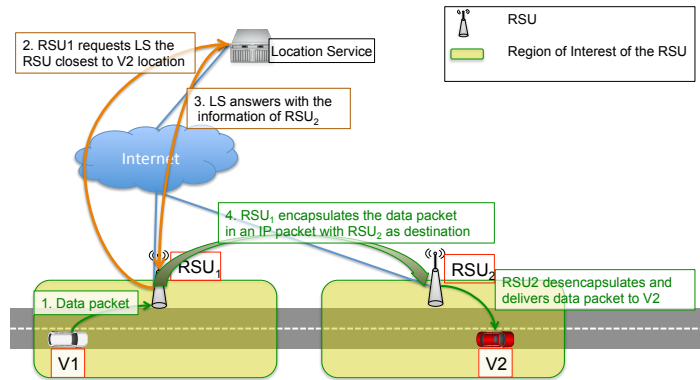 2. RSU1 requests LS the
RSU closest to V2 location
Location Service
RSU
Region of Interest of the RSU
3. LS answers with the
information of RSU2
Internet
4. RSU1 encapsulates the data packet
in an IP packet with RSU2 as destination
RSU1
RSU2
1. Data packet
RSU2 desencapsulates and
delivers data packet to V2
V1
V2